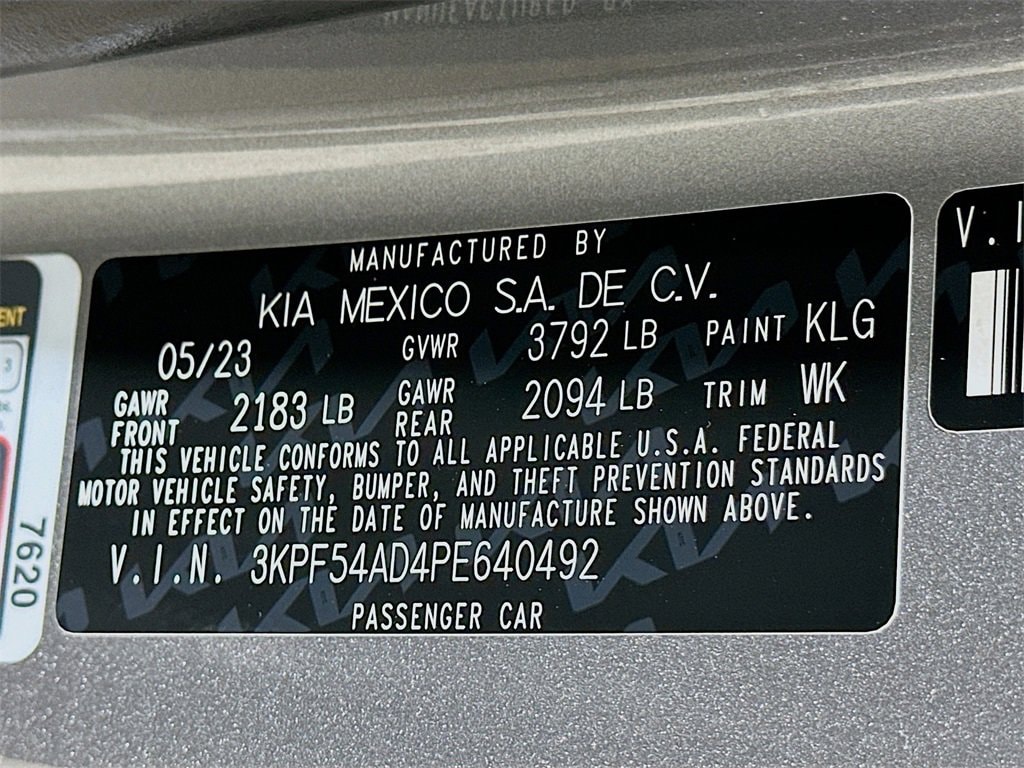 MANUFACTURED BY
KIA MEXICO S.A. DE C.V.
05/23 GVWR 3792 LB PAINT KLG
GAWR FRONT 2183 LB GAWR REAR 2094 LB TRIM WK
THIS VEHICLE CONFORMS TO ALL APPLICABLE U.S.A. FEDERAL
MOTOR VEHICLE SAFETY, BUMPER, AND THEFT PREVENTION STANDARDS
IN EFFECT ON THE DATE OF MANUFACTURE SHOWN ABOVE.
V.I.N. 3KPF54AD4PE640492
PASSENGER CAR
7620
3
V.I